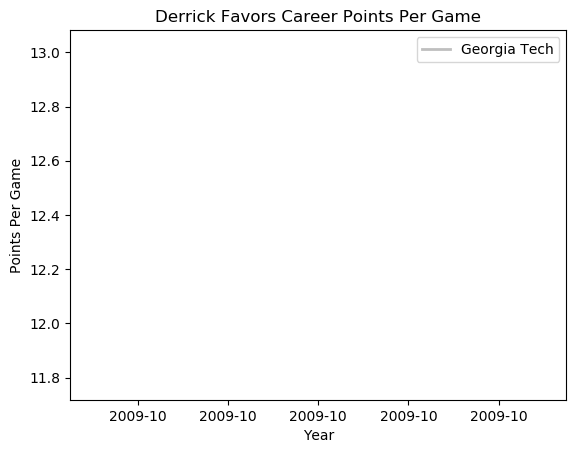 Derrick Favors Career Points Per Game
Georgia Tech
Points Per Game
13.0
12.8
12.6
12.4
12.2
12.0
11.8
2009-10 2009-10 2009-10 2009-10 2009-10
Year